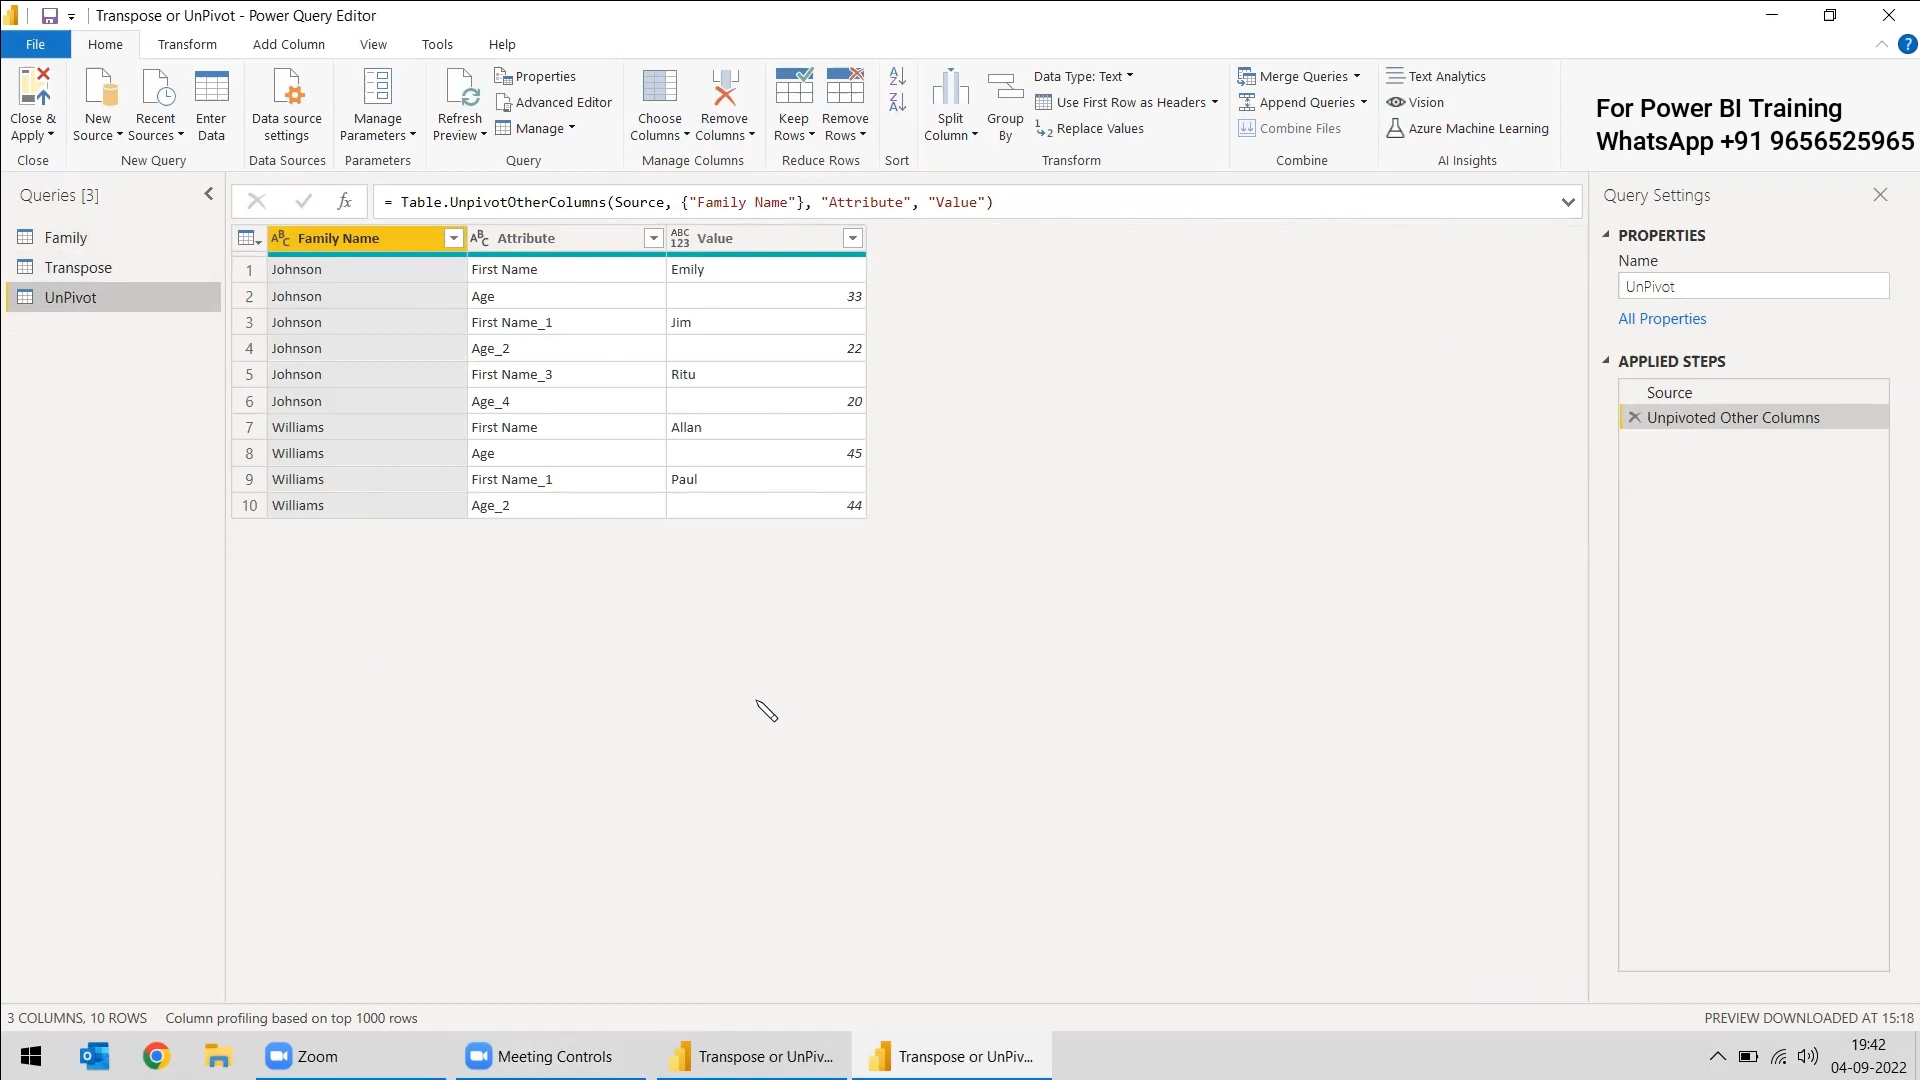 Transpose or UnPivot - Power Query Editor
File Home Transform Add Column View Tools Help
?
Close & Apply
New Source
Recent Sources
Enter Data
Data source settings
Manage Parameters
Refresh Preview
Properties
Advanced Editor
Manage
Choose Columns
Remove Columns
Keep Rows
Remove Rows
Split Column
Group By
Data Type: Text
Use First Row as Headers
Replace Values
Merge Queries
Append Queries
Combine Files
Text Analytics
Vision
Azure Machine Learning
Close New Query Data Sources Parameters Query Manage Columns Reduce Rows Sort Transform Combine AI Insights
For Power BI Training
WhatsApp +91 9656525965
Queries [3]
Family
Transpose
UnPivot
fx = Table.UnpivotOtherColumns(Source, {"Family Name"}, "Attribute", "Value")
ABC Family Name ABC Attribute ABC 123 Value
1 Johnson First Name Emily
2 Johnson Age 33
3 Johnson First Name_1 Jim
4 Johnson Age_2 22
5 Johnson First Name_3 Ritu
6 Johnson Age_4 20
7 Williams First Name Allan
8 Williams Age 45
9 Williams First Name_1 Paul
10 Williams Age_2 44
Query Settings
PROPERTIES
Name
UnPivot
All Properties
APPLIED STEPS
Source
Unpivoted Other Columns
3 COLUMNS, 10 ROWS Column profiling based on top 1000 rows PREVIEW DOWNLOADED AT 15:18
Zoom Meeting Controls Transpose or UnPiv... Transpose or UnPiv...
19:42
04-09-2022